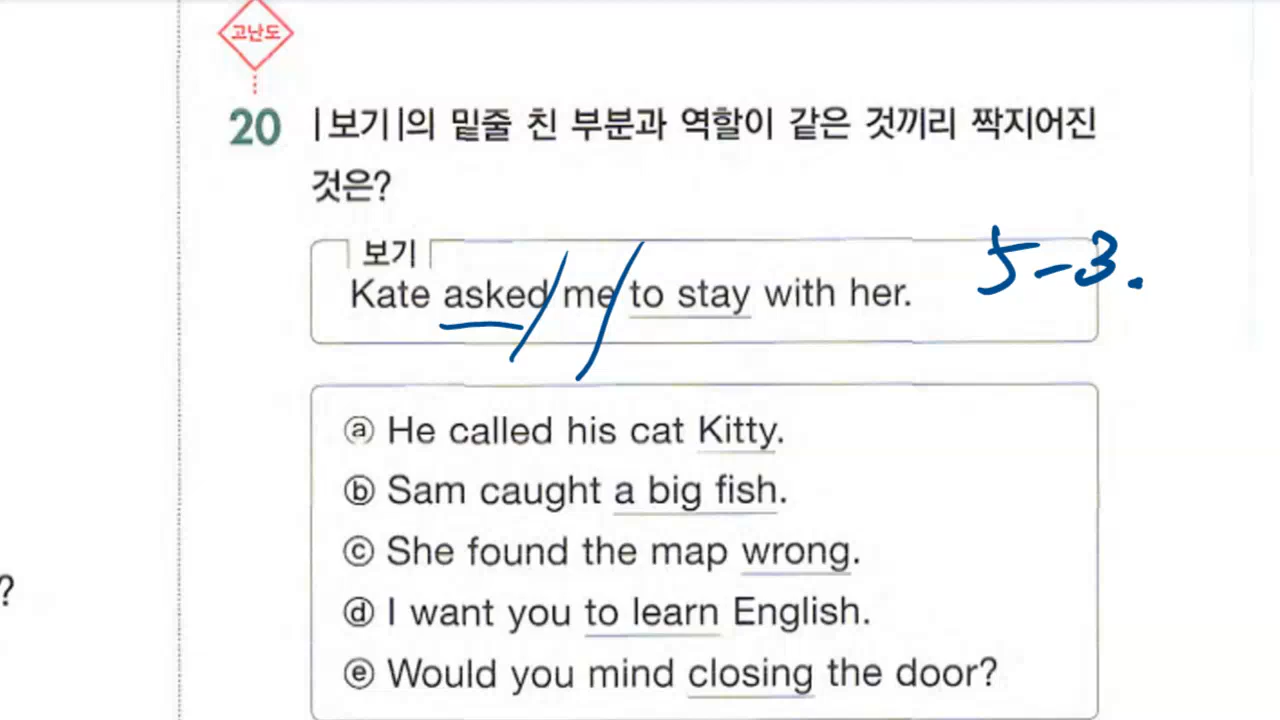 고난도
20 |보기|의 밑줄 친 부분과 역할이 같은 것끼리 짝지어진
것은?
보기
Kate asked me to stay with her.
5-3.
ⓐ He called his cat Kitty.
ⓑ Sam caught a big fish.
ⓒ She found the map wrong.
ⓓ I want you to learn English.
?
ⓔ Would you mind closing the door?